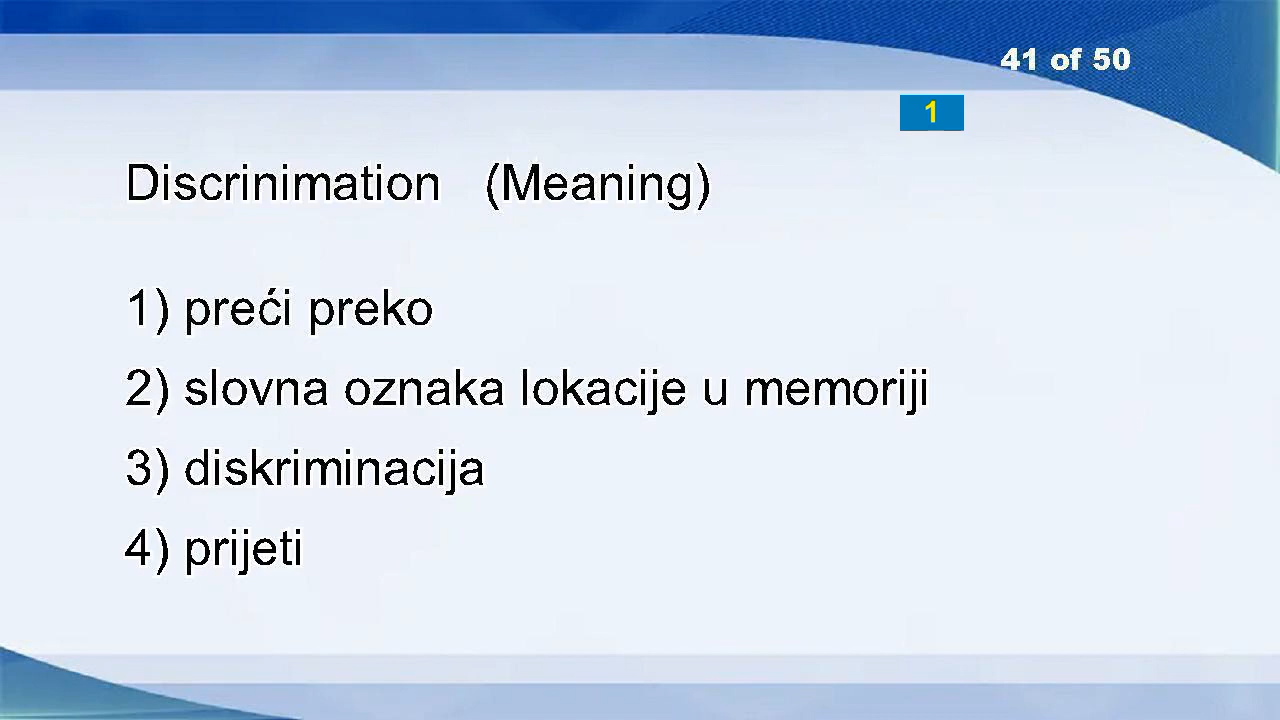 41 of 50
1
Discrinimation (Meaning)
1) preći preko
2) slovna oznaka lokacije u memoriji
3) diskriminacija
4) prijeti